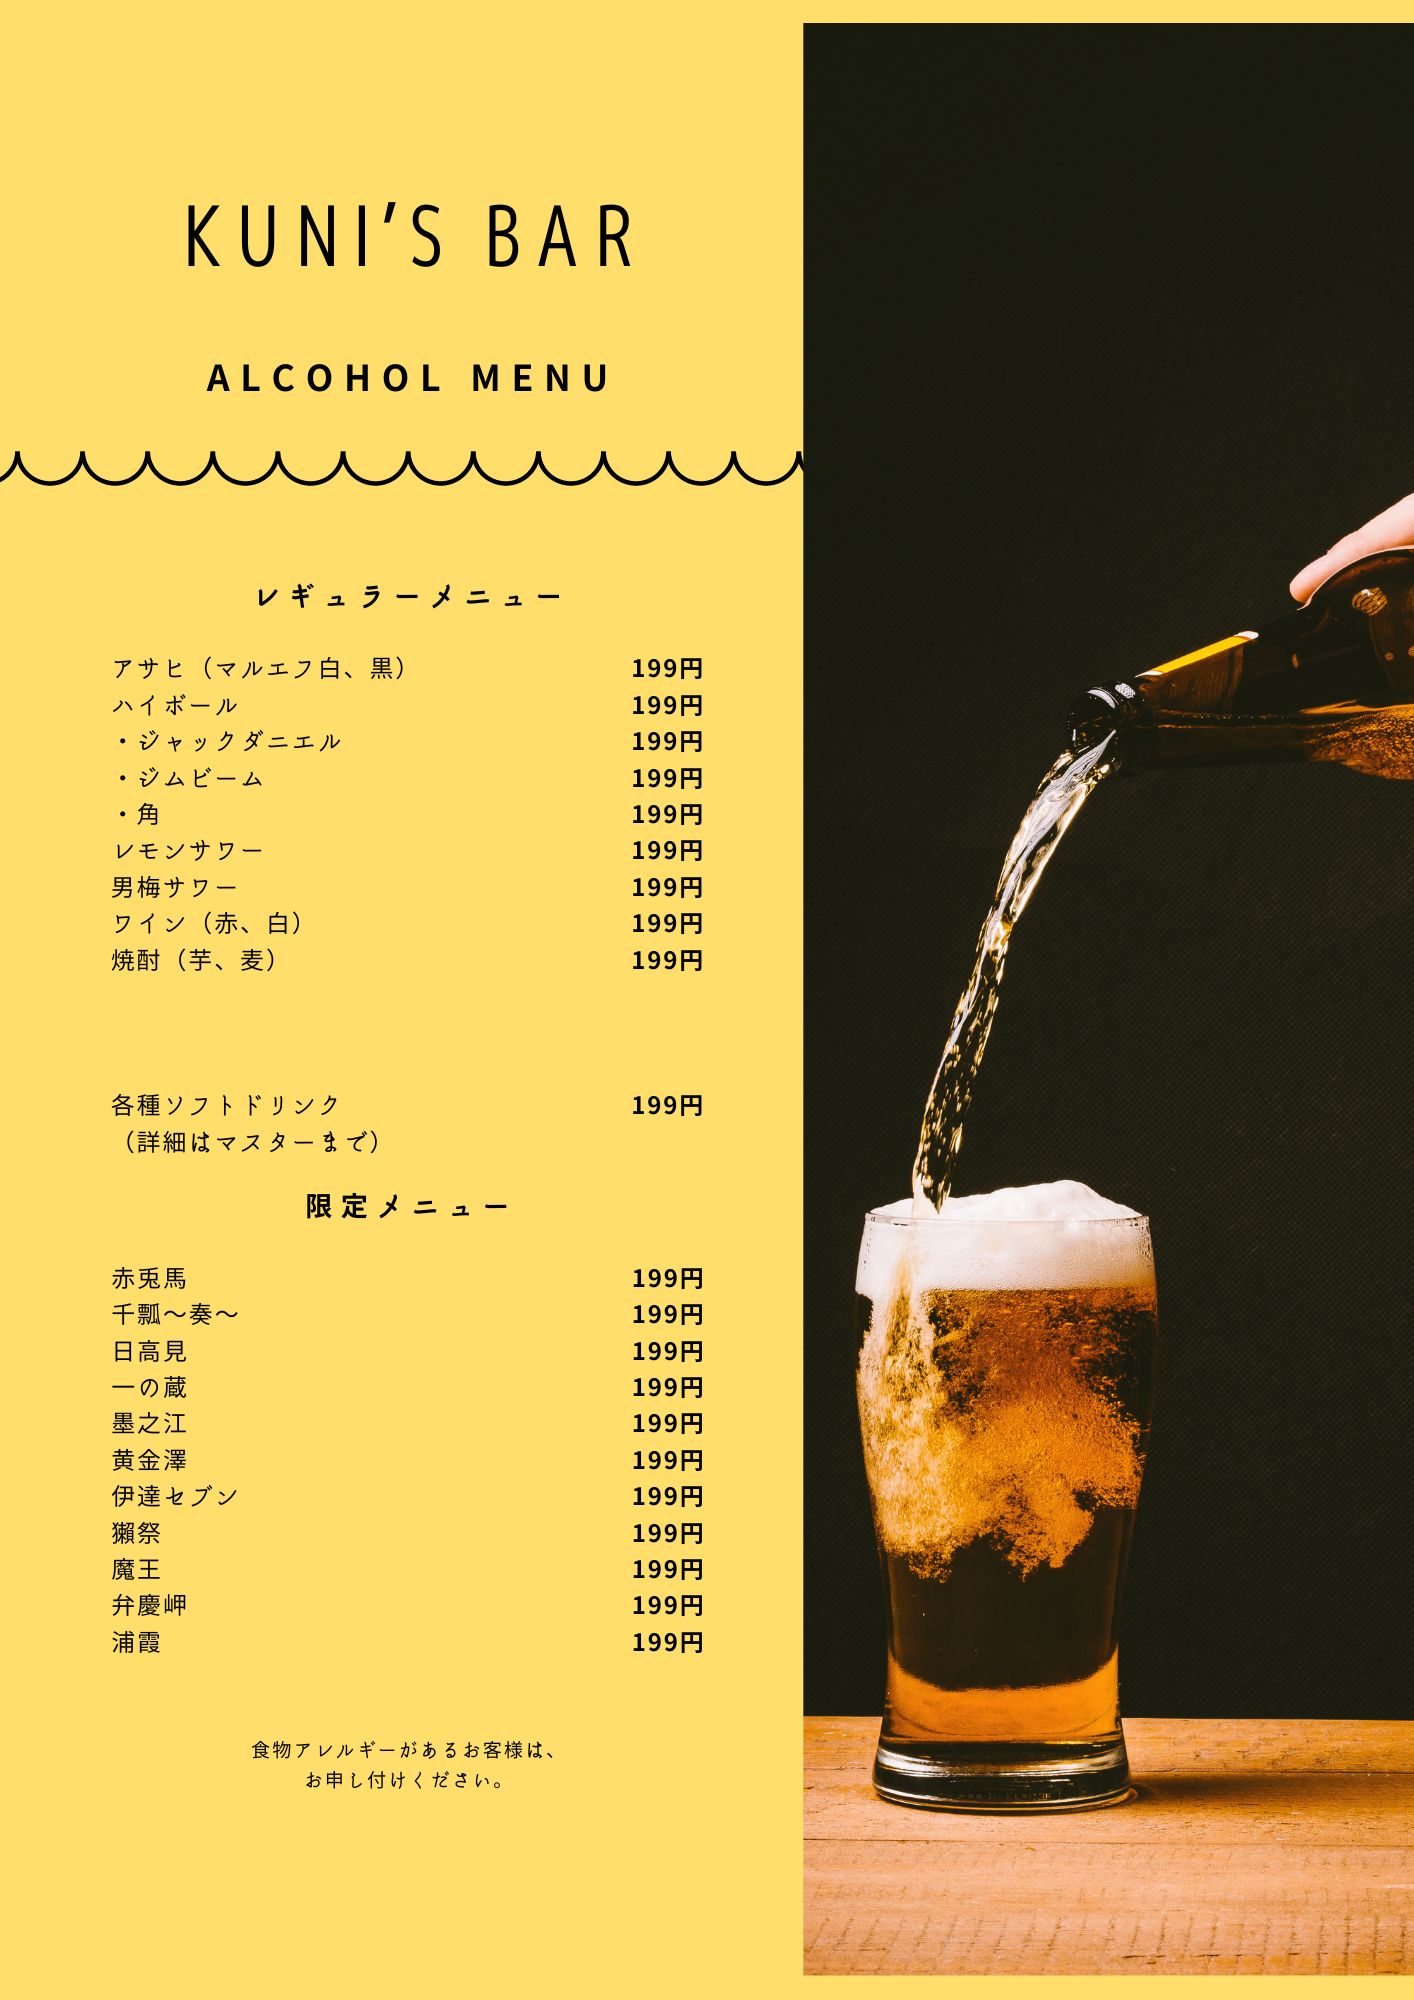 KUNI'S BAR
ALCOHOL MENU
レギュラーメニュー
アサヒ（マルエフ白、黒） 199円
ハイボール 199円
・ジャックダニエル 199円
・ジムビーム 199円
・角 199円
レモンサワー 199円
男梅サワー 199円
ワイン（赤、白） 199円
焼酎（芋、麦） 199円
各種ソフトドリンク 199円
（詳細はマスターまで）
限定メニュー
赤兎馬 199円
千瓢〜奏〜 199円
日高見 199円
一の蔵 199円
墨之江 199円
黄金澤 199円
伊達セブン 199円
獺祭 199円
魔王 199円
弁慶岬 199円
浦霞 199円
食物アレルギーがあるお客様は、
お申し付けください。